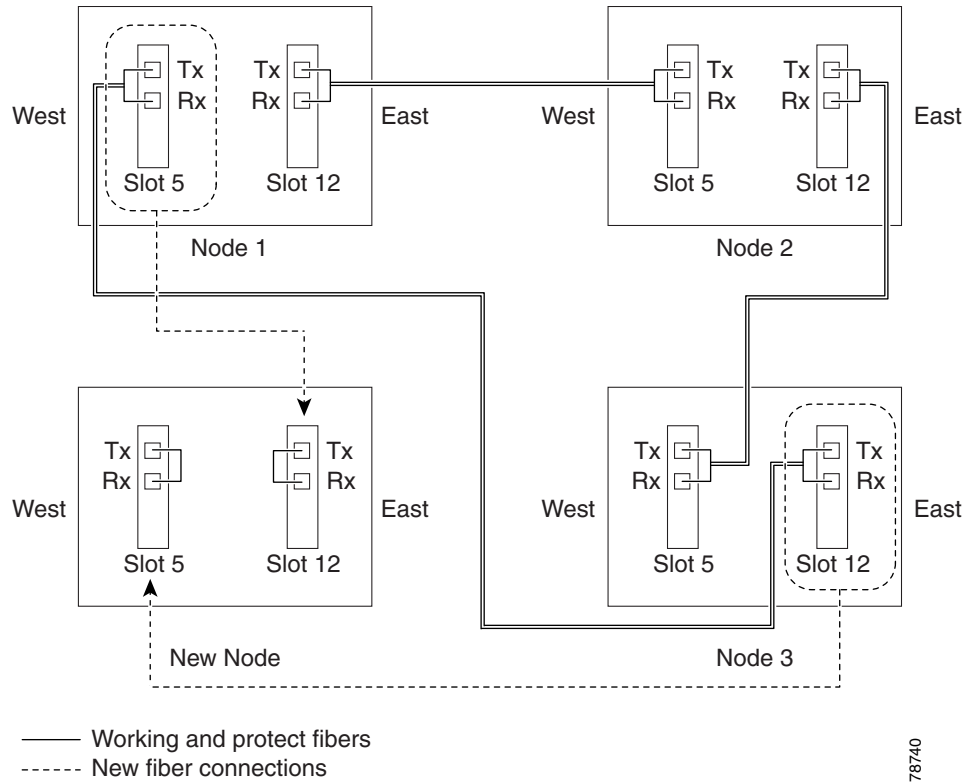 Tx Tx Tx Tx
Rx Rx Rx Rx
West East West East
Slot 5 Slot 12 Slot 5 Slot 12
Node 1 Node 2
Tx Tx Tx Tx
Rx Rx Rx Rx
West East West East
Slot 5 Slot 12 Slot 5 Slot 12
New Node Node 3
Working and protect fibers
New fiber connections
78740